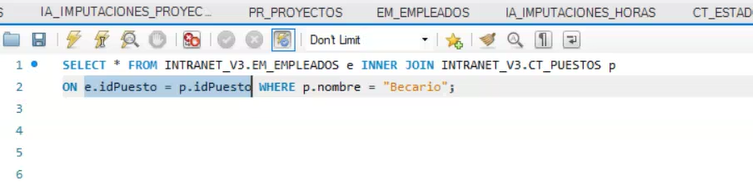 S IA_IMPUTACIONES_PROYEC... PR_PROYECTOS EM_EMPLEADOS IA_IMPUTACIONES_HORAS CT_ESTAD
Don't Limit
1 SELECT * FROM INTRANET_V3.EM_EMPLEADOS e INNER JOIN INTRANET_V3.CT_PUESTOS p
2 ON e.idPuesto = p.idPuesto WHERE p.nombre = "Becario";
3
4
5
6